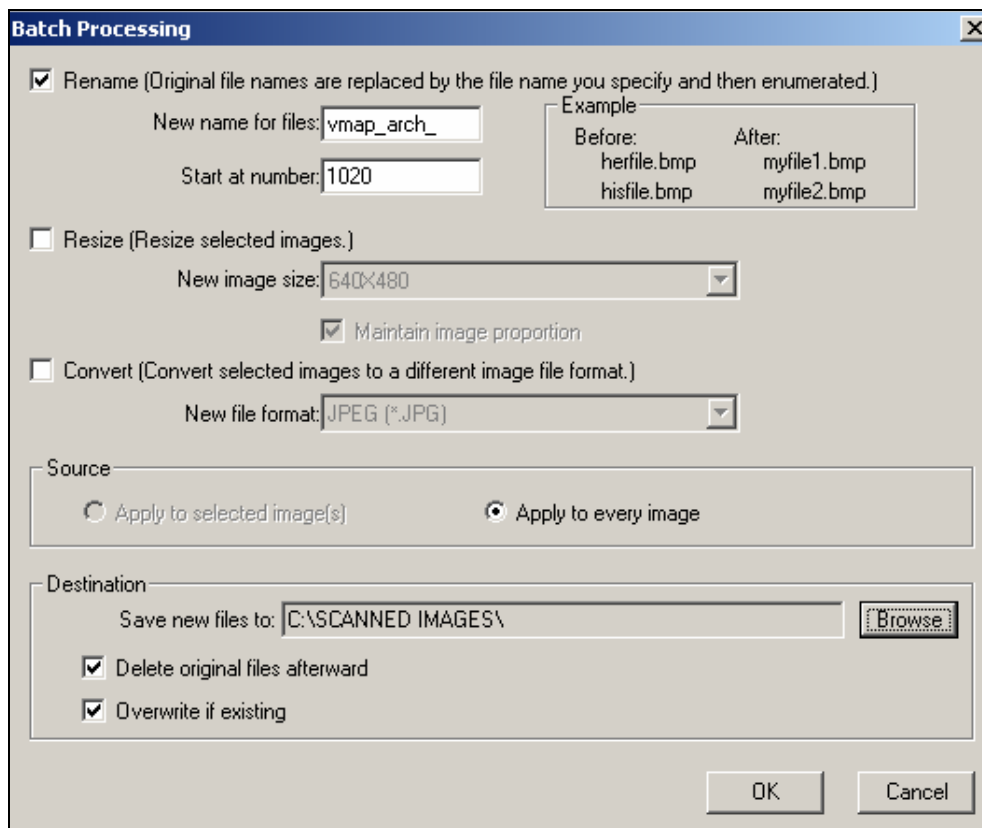 Batch Processing
Rename (Original file names are replaced by the file name you specify and then enumerated.)
New name for files: vmap_arch_
Start at number: 1020
Example
Before: After:
herfile.bmp myfile1.bmp
hisfile.bmp myfile2.bmp
Resize (Resize selected images.)
New image size: 640X480
Maintain image proportion
Convert (Convert selected images to a different image file format.)
New file format: JPEG (*.JPG)
Source
Apply to selected image(s) Apply to every image
Destination
Save new files to: C:\SCANNED IMAGES\ Browse
Delete original files afterward
Overwrite if existing
OK Cancel